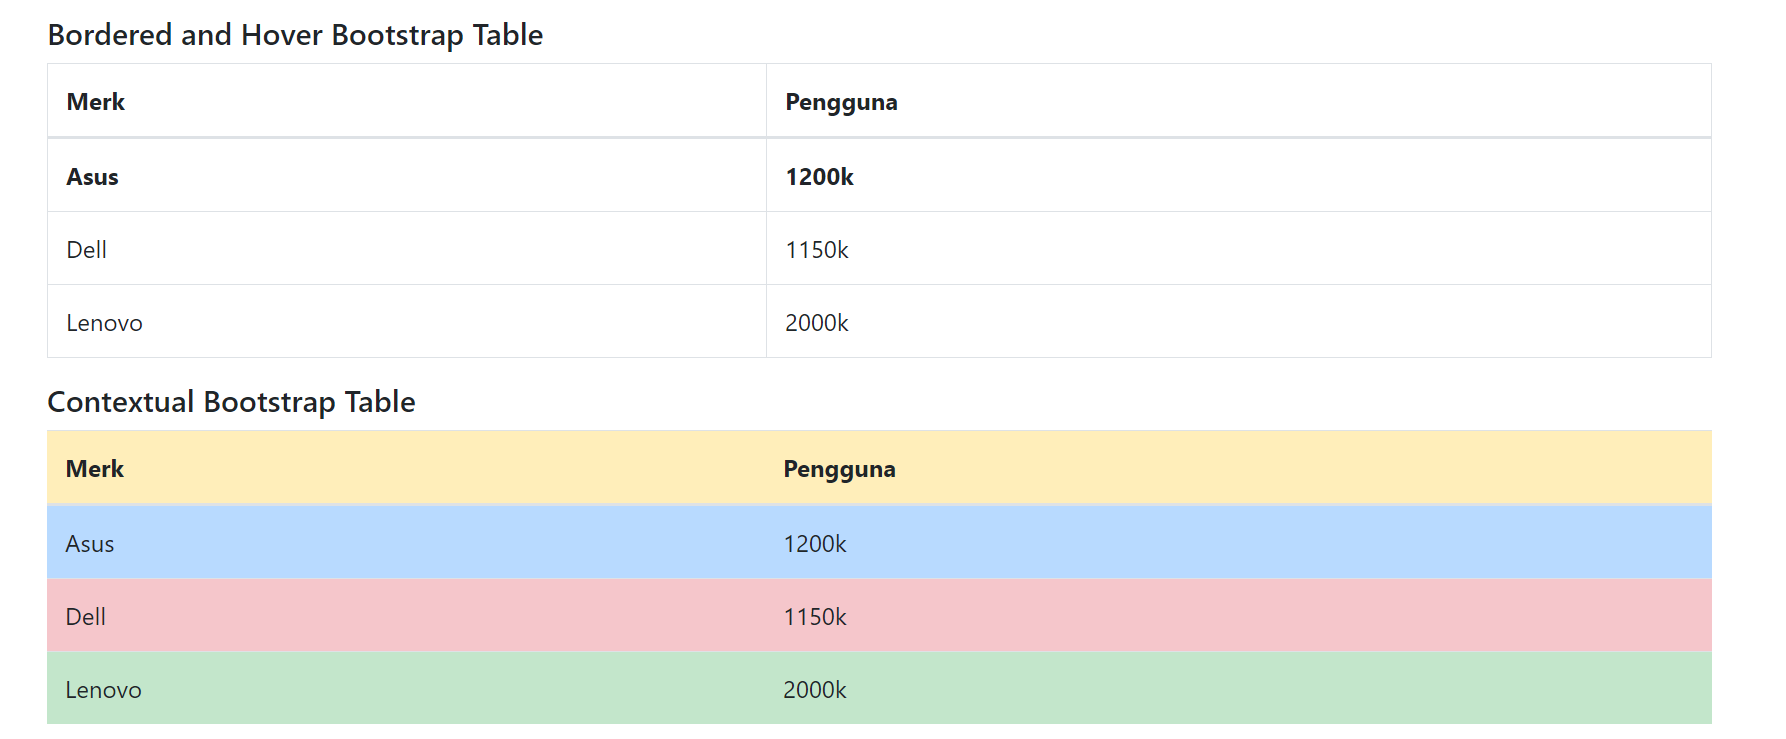 Bordered and Hover Bootstrap Table
Merk Pengguna
Asus 1200k
Dell 1150k
Lenovo 2000k
Contextual Bootstrap Table
Merk Pengguna
Asus 1200k
Dell 1150k
Lenovo 2000k